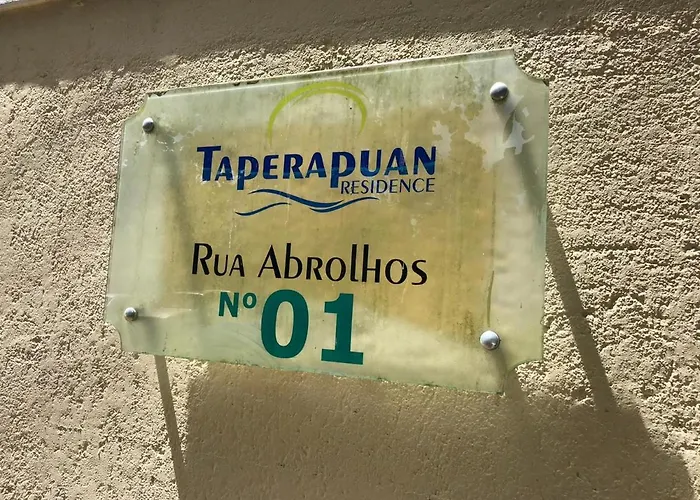 TAPERAPUAN
RESIDENCE
RUA ABROLHOS
Nº 01